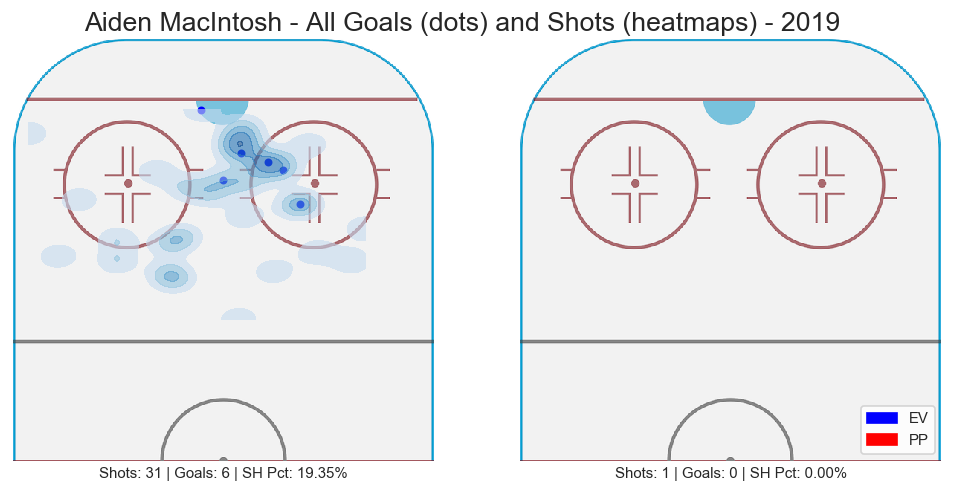 Aiden MacIntosh - All Goals (dots) and Shots (heatmaps) - 2019
EV
PP
Shots: 31 | Goals: 6 | SH Pct: 19.35%
Shots: 1 | Goals: 0 | SH Pct: 0.00%